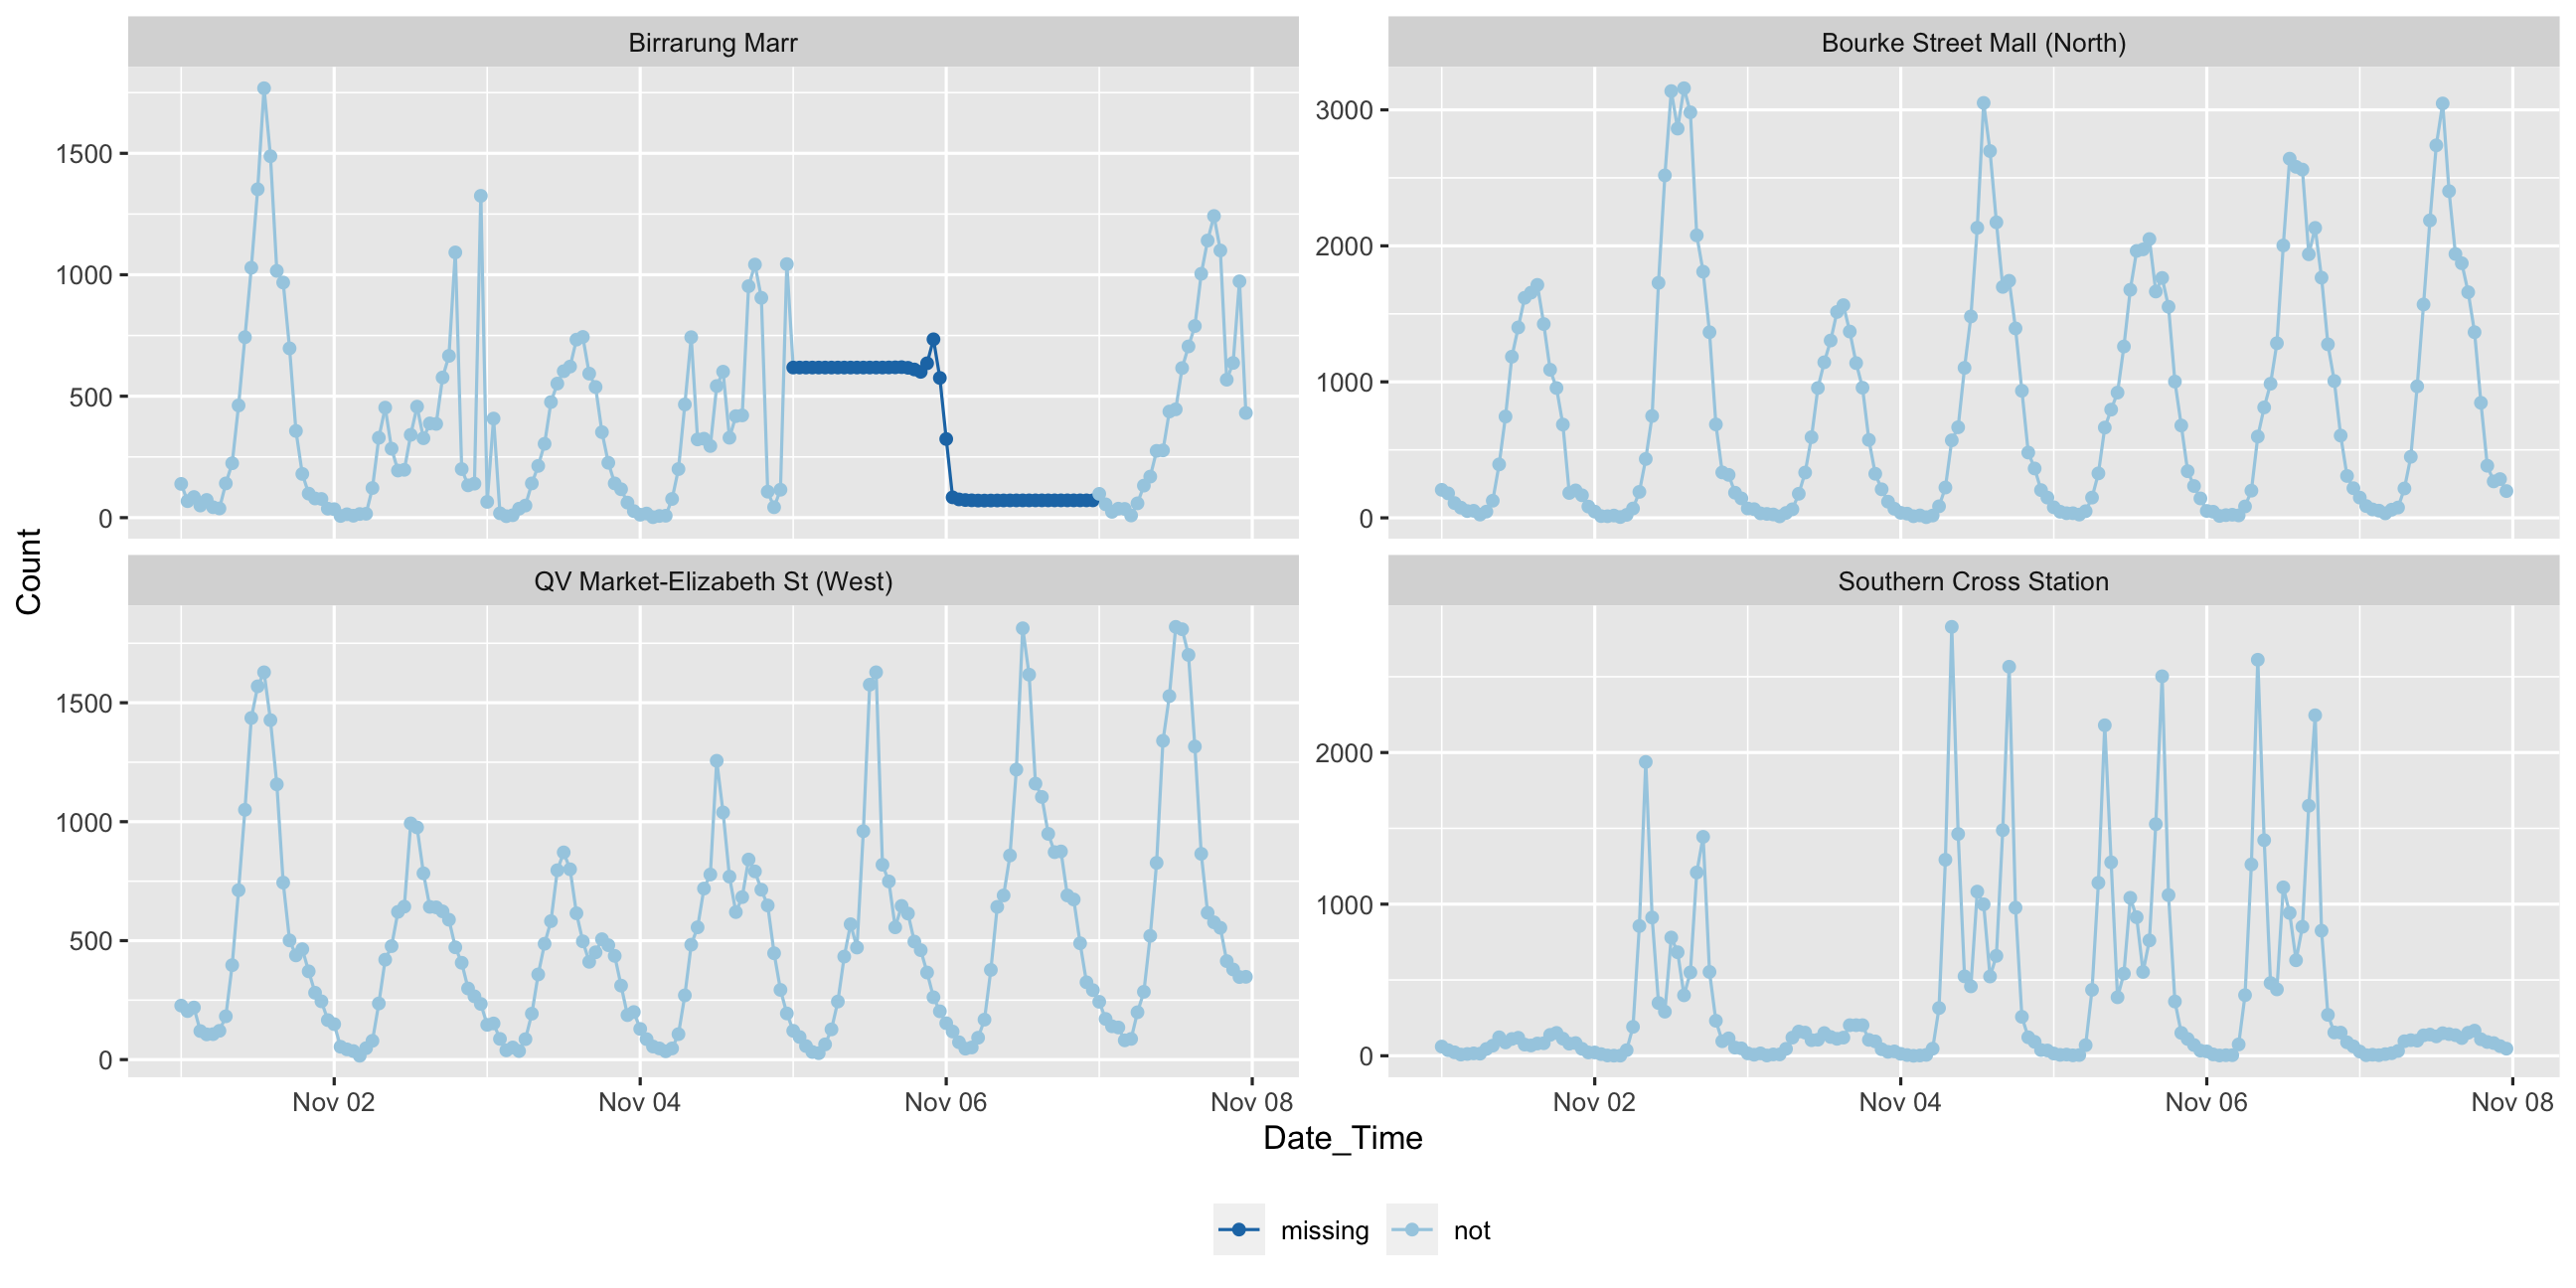 Birrarung Marr
Bourke Street Mall (North)
1500
1000
500
0
3000
2000
1000
0
Count
QV Market-Elizabeth St (West)
Southern Cross Station
1500
1000
500
0
2000
1000
0
Nov 02 Nov 04 Nov 06 Nov 08
Nov 02 Nov 04 Nov 06 Nov 08
Date_Time
missing not